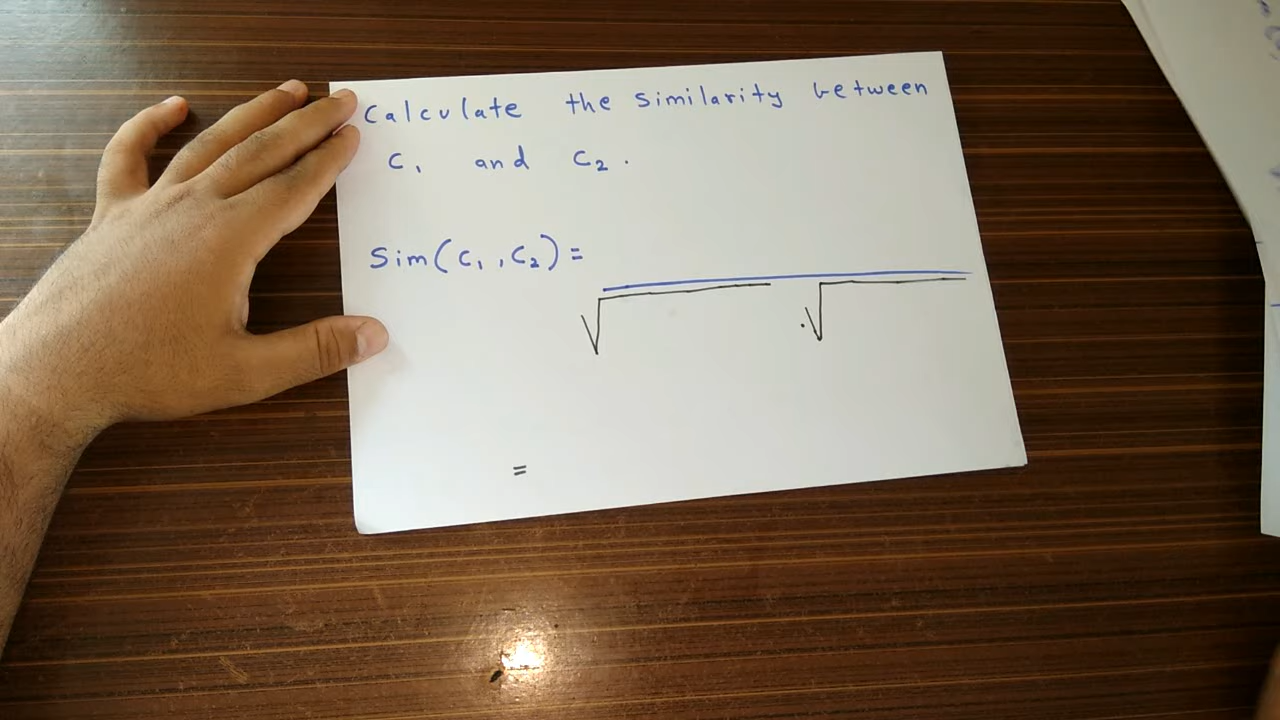 Calculate the similarity between
C₁ and C₂.
Sim(C₁,C₂)=
√ .√
=